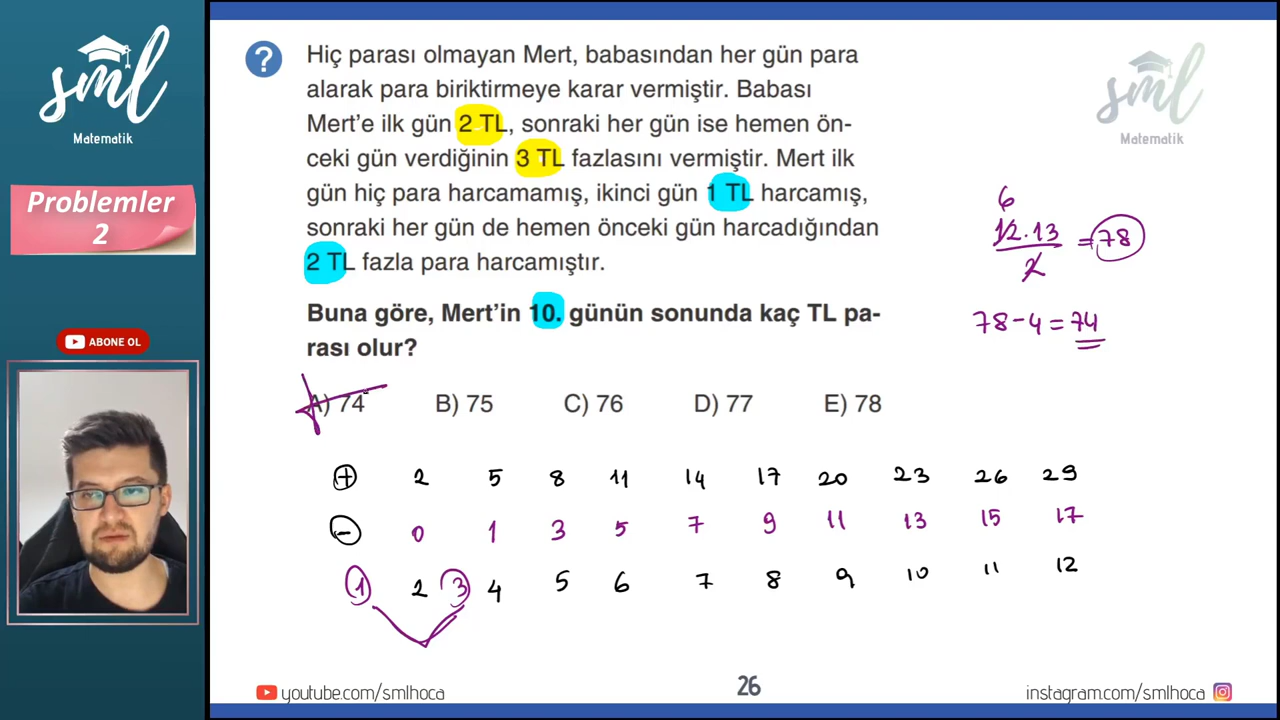 sml
Matematik
Problemler
2
ABONE OL
?
Hiç parası olmayan Mert, babasından her gün para
alarak para biriktirmeye karar vermiştir. Babası
Mert'e ilk gün 2 TL, sonraki her gün ise hemen ön-
ceki gün verdiğinin 3 TL fazlasını vermiştir. Mert ilk
gün hiç para harcamamış, ikinci gün 1 TL harcamış,
sonraki her gün de hemen önceki gün harcadığından
2 TL fazla para harcamıştır.
Buna göre, Mert'in 10. günün sonunda kaç TL pa-
rası olur?
A) 74 B) 75 C) 76 D) 77 E) 78
+ 2 5 8 11 14 17 20 23 26 29
- 0 1 3 5 7 9 11 13 15 17
1 2 3 4 5 6 7 8 9 10 11 12
sml
Matematik
6
12.13
= 78
2
78-4=74
youtube.com/smlhoca
26
instagram.com/smlhoca